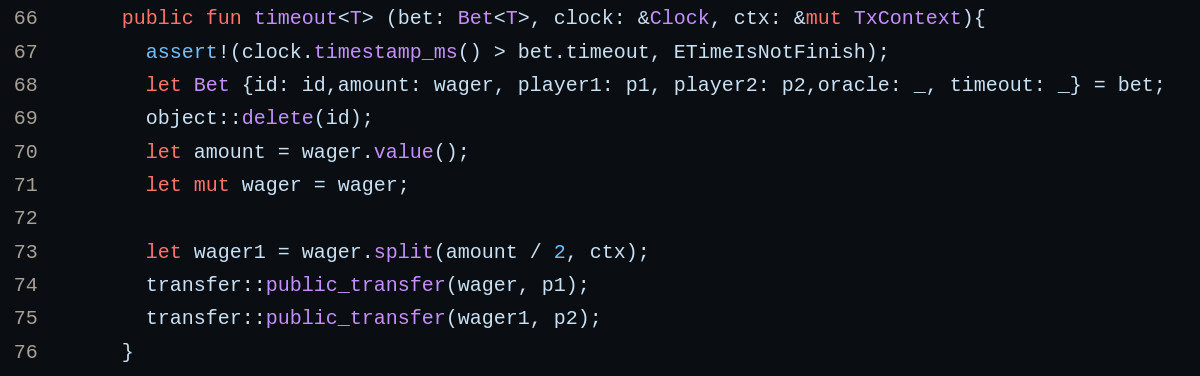 66 public fun timeout<T> (bet: Bet<T>, clock: &Clock, ctx: &mut TxContext){
67 assert!(clock.timestamp_ms() > bet.timeout, ETimeIsNotFinish);
68 let Bet {id: id,amount: wager, player1: p1, player2: p2,oracle: _, timeout: _} = bet;
69 object::delete(id);
70 let amount = wager.value();
71 let mut wager = wager;
72
73 let wager1 = wager.split(amount / 2, ctx);
74 transfer::public_transfer(wager, p1);
75 transfer::public_transfer(wager1, p2);
76 }